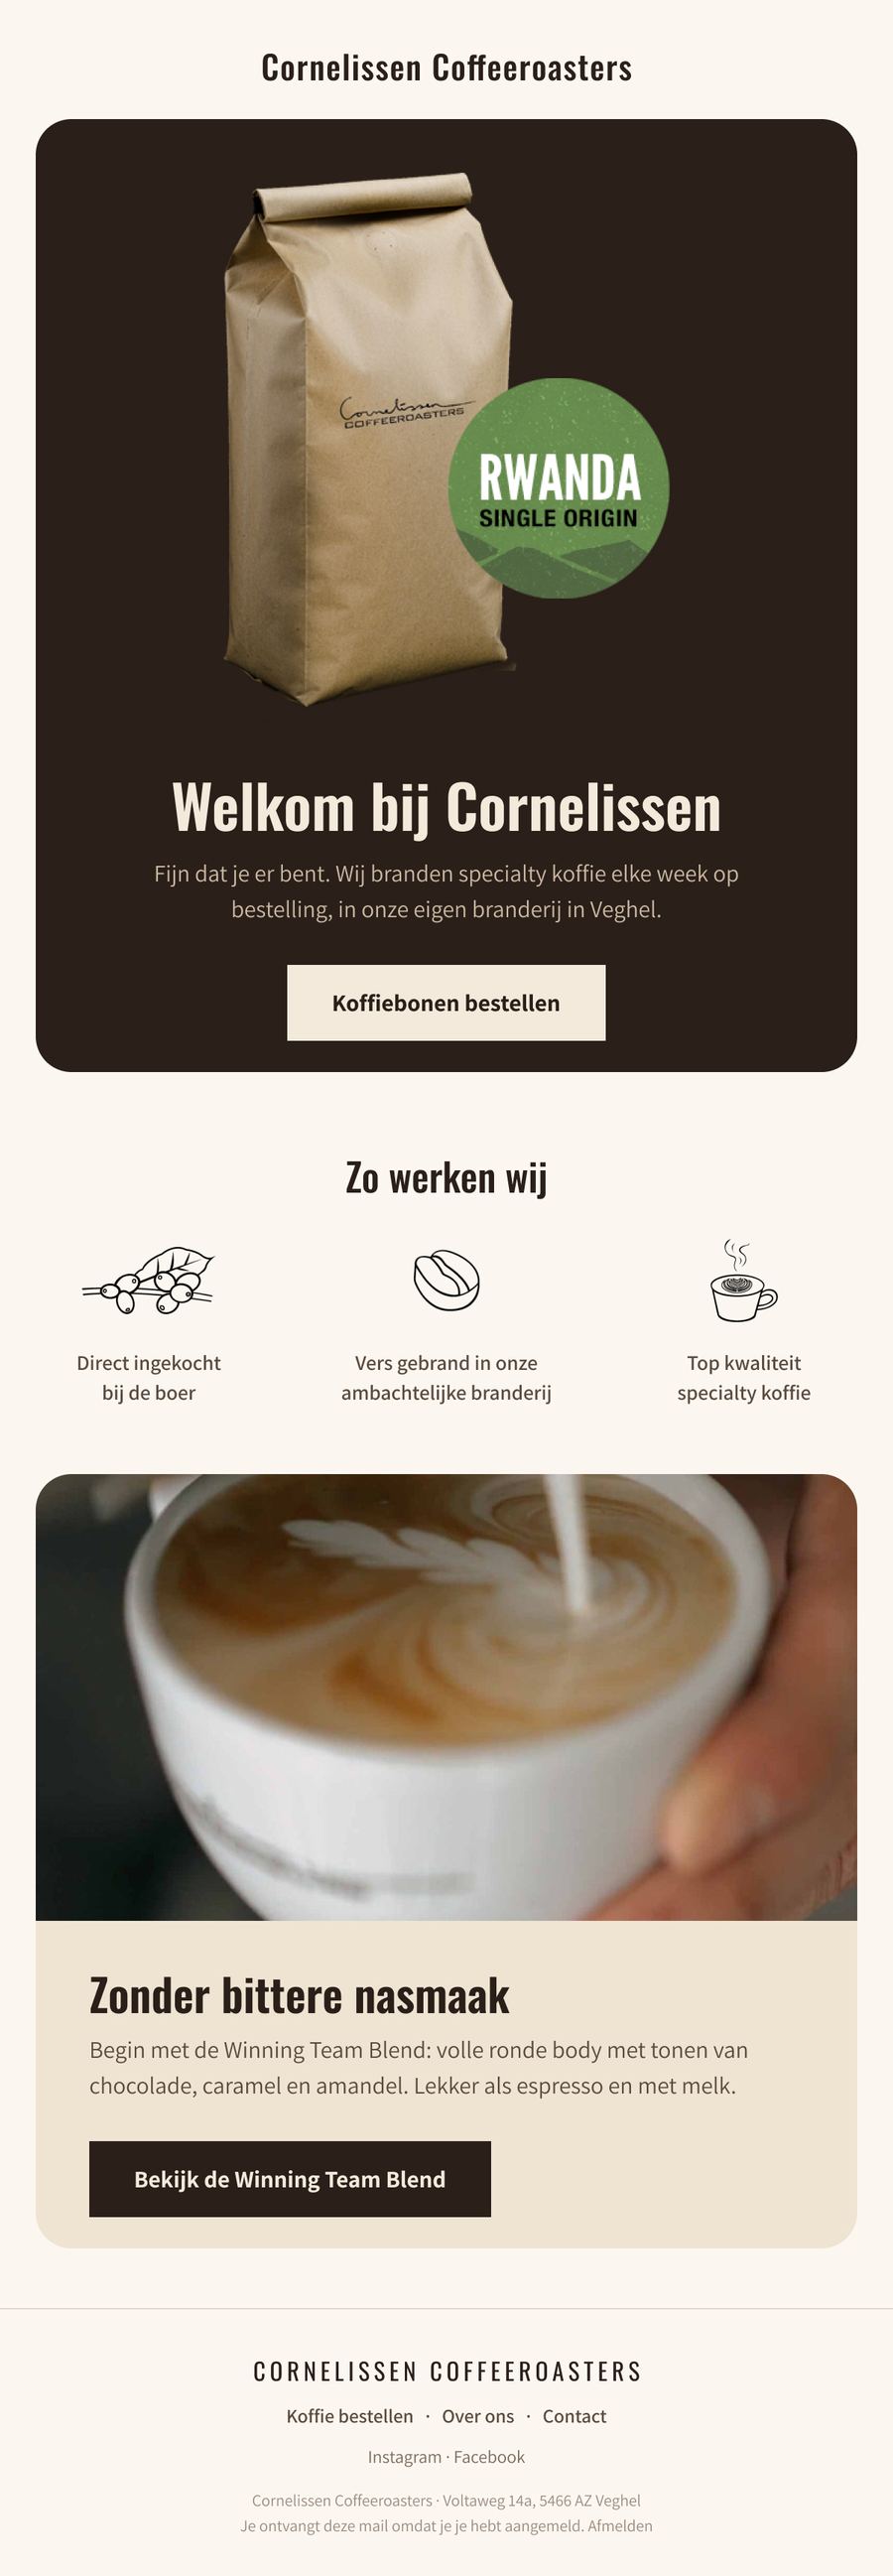 Cornelissen Coffeeroasters
Cornelissen
COFFEEROASTERS
RWANDA
SINGLE ORIGIN
Welkom bij Cornelissen
Fijn dat je er bent. Wij branden specialty koffie elke week op
bestelling, in onze eigen branderij in Veghel.
Koffiebonen bestellen
Zo werken wij
Direct ingekocht
bij de boer
Vers gebrand in onze
ambachtelijke branderij
Top kwaliteit
specialty koffie
Zonder bittere nasmaak
Begin met de Winning Team Blend: volle ronde body met tonen van
chocolade, caramel en amandel. Lekker als espresso en met melk.
Bekijk de Winning Team Blend
CORNELISSEN COFFEEROASTERS
Koffie bestellen · Over ons · Contact
Instagram · Facebook
Cornelissen Coffeeroasters · Voltaweg 14a, 5466 AZ Veghel
Je ontvangt deze mail omdat je je hebt aangemeld. Afmelden